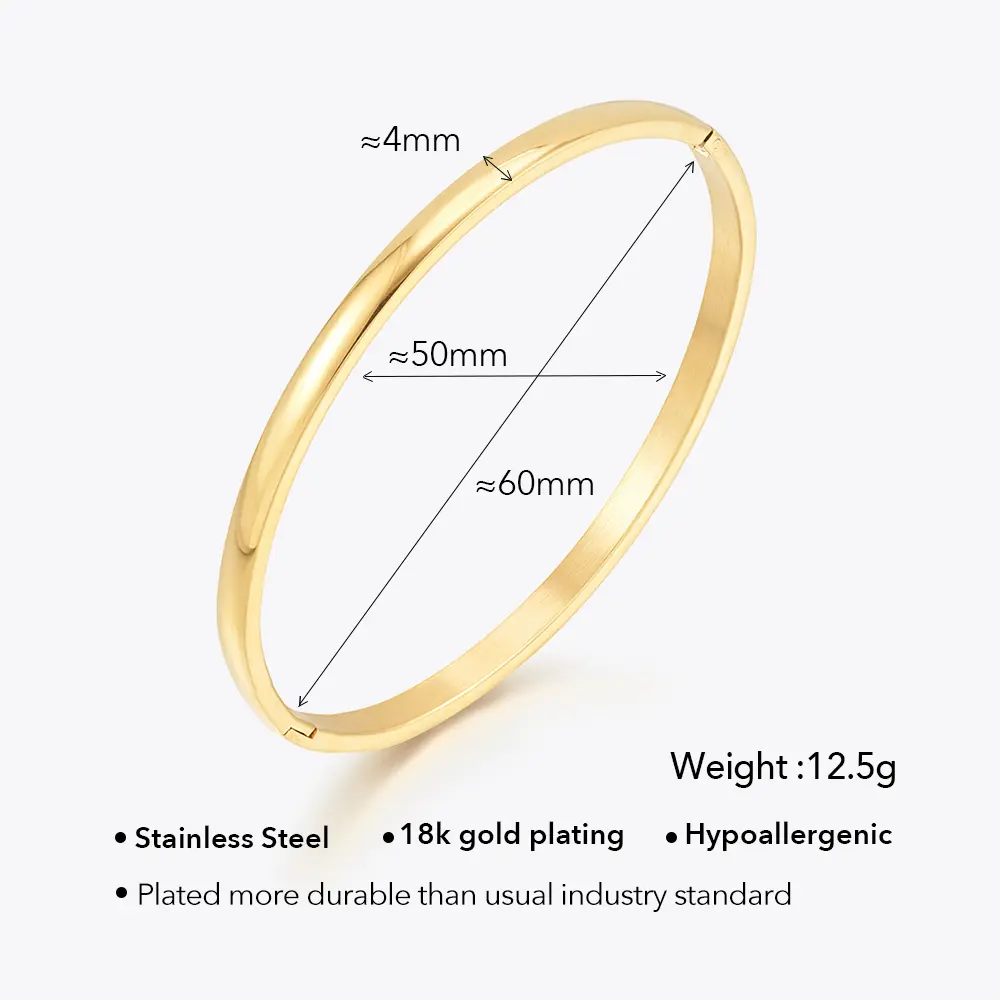 ≈4mm
≈50mm
≈60mm
Weight :12.5g
• Stainless Steel • 18k gold plating • Hypoallergenic
• Plated more durable than usual industry standard